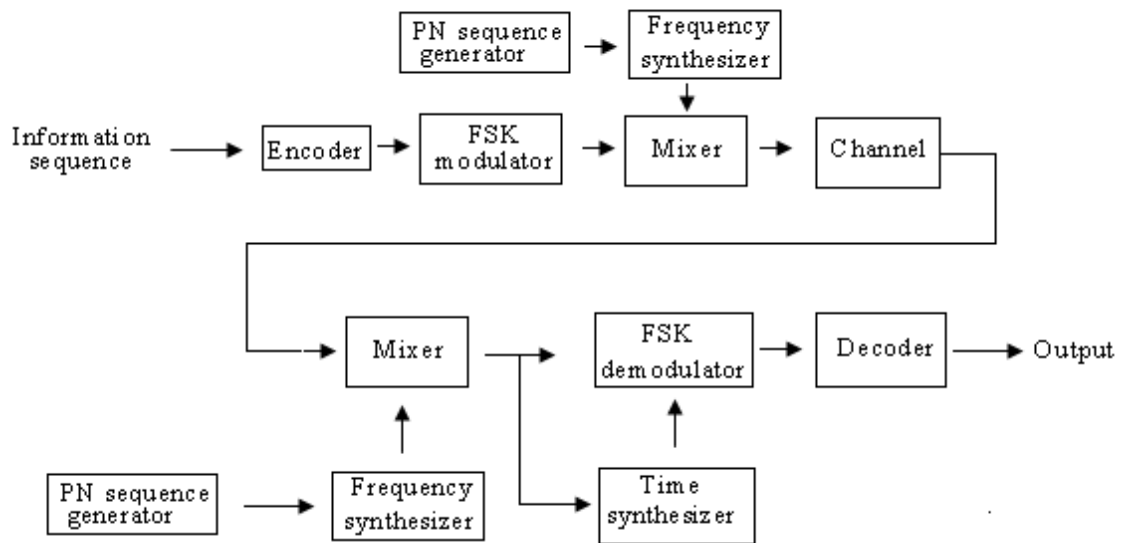 PN sequence
generator
Frequency
synthesizer
Information
sequence
Encoder
FSK
modulator
Mixer
Channel
Mixer
FSK
demodulator
Decoder
Output
PN sequence
generator
Frequency
synthesizer
Time
synthesizer